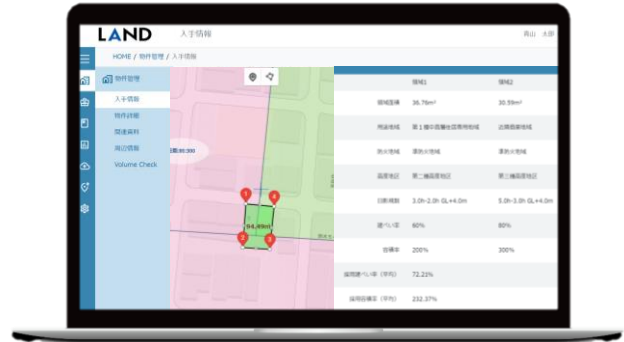 LAND
入手情報
青山 太郎
HOME / 物件管理 / 入手情報
物件管理
入手情報
物件詳細
関連資料
周辺情報
Volume Check
1
4
94.49m²
2
3
領域1
領域2
領域面積
36.76m²
30.59m²
用途地域
第1種中高層住居専用地域
近隣商業地域
防火地域
準防火地域
準防火地域
高度地区
第二種高度地区
第三種高度地区
日影規制
3.0h-2.0h GL+4.0m
5.0h-3.0h GL+4.0m
建ぺい率
60%
80%
容積率
200%
300%
採用建ぺい率（平均）
72.21%
採用容積率（平均）
232.37%